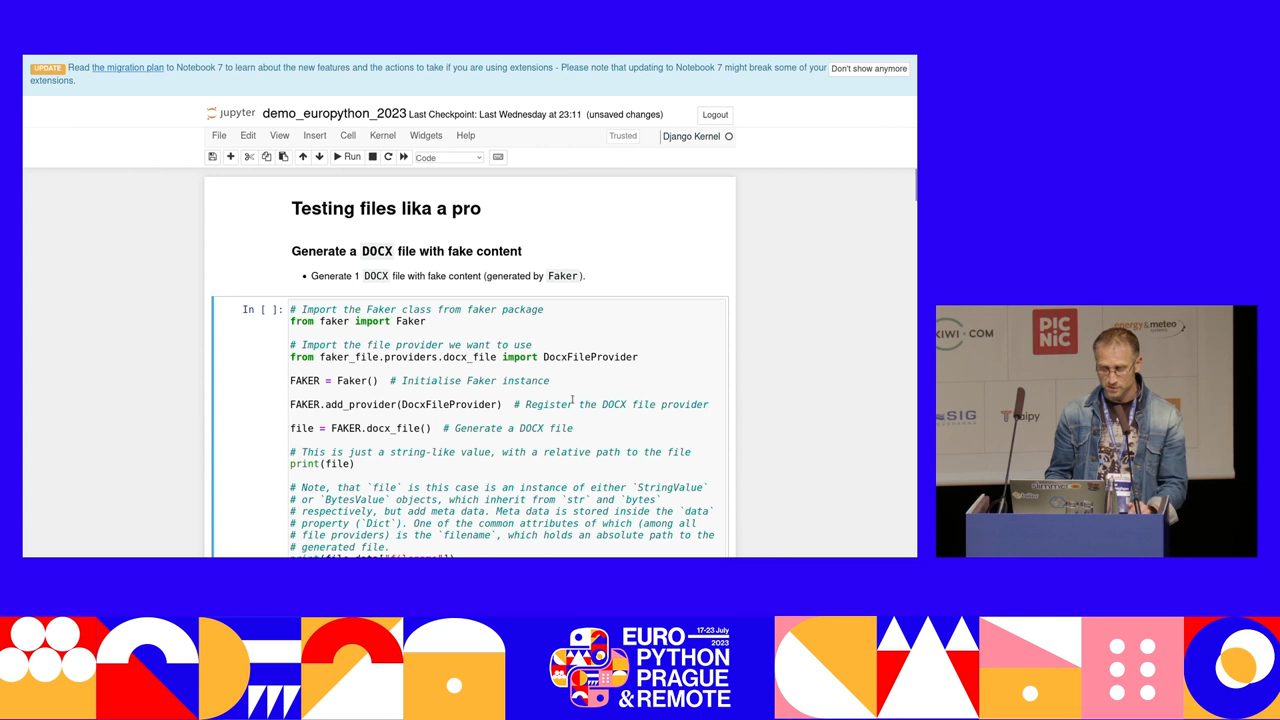 UPDATE Read the migration plan to Notebook 7 to learn about the new features and the actions to take if you are using extensions - Please note that updating to Notebook 7 might break some of your
extensions.
Don't show anymore
jupyter demo_europython_2023 Last Checkpoint: Last Wednesday at 23:11 (unsaved changes)
Logout
File Edit View Insert Cell Kernel Widgets Help
Trusted
Django Kernel
Run
Code
Testing files lika a pro
Generate a DOCX file with fake content
• Generate 1 DOCX file with fake content (generated by Faker).
In [ ]:
# Import the Faker class from faker package
from faker import Faker
# Import the file provider we want to use
from faker_file.providers.docx_file import DocxFileProvider
FAKER = Faker()  # Initialise Faker instance
FAKER.add_provider(DocxFileProvider)  # Register the DOCX file provider
file = FAKER.docx_file()  # Generate a DOCX file
# This is just a string-like value, with a relative path to the file
print(file)
# Note, that `file` is this case is an instance of either `StringValue`
# or `BytesValue` objects, which inherit from `str` and `bytes`
# respectively, but add meta data. Meta data is stored inside the `data`
# property (`Dict`). One of the common attributes of which (among all
# file providers) is the `filename`, which holds an absolute path to the
# generated file.
print(file.data["filename"])
KIWI·COM
PIC
NIC
energy & meteo
systems
SIG
Taipy
EURO
17-23 July
2023
PYTHON
PRAGUE
& REMOTE